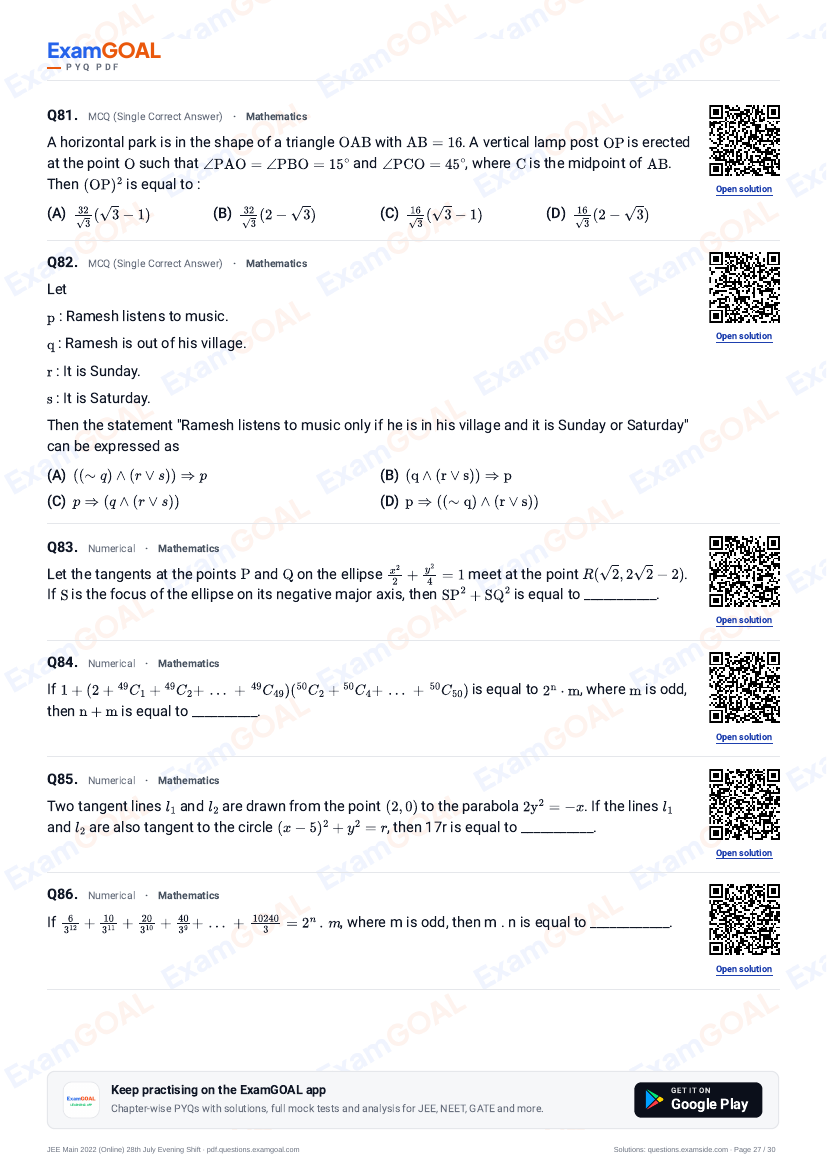 ExamGOAL
PYQ PDF
Q81. MCQ (Single Correct Answer) · Mathematics
A horizontal park is in the shape of a triangle OAB with AB = 16. A vertical lamp post OP is erected
at the point O such that ∠PAO = ∠PBO = 15° and ∠PCO = 45°, where C is the midpoint of AB.
Then (OP)² is equal to :
(A) 32/√3 (√3 − 1) (B) 32/√3 (2 − √3) (C) 16/√3 (√3 − 1) (D) 16/√3 (2 − √3)
Open solution
Q82. MCQ (Single Correct Answer) · Mathematics
Let
p : Ramesh listens to music.
q : Ramesh is out of his village.
r : It is Sunday.
s : It is Saturday.
Then the statement "Ramesh listens to music only if he is in his village and it is Sunday or Saturday"
can be expressed as
(A) ((∼ q) ∧ (r ∨ s)) ⇒ p (B) (q ∧ (r ∨ s)) ⇒ p
(C) p ⇒ (q ∧ (r ∨ s)) (D) p ⇒ ((∼ q) ∧ (r ∨ s))
Open solution
Q83. Numerical · Mathematics
Let the tangents at the points P and Q on the ellipse x²/2 + y²/4 = 1 meet at the point R(√2, 2√2 − 2).
If S is the focus of the ellipse on its negative major axis, then SP² + SQ² is equal to ___________.
Open solution
Q84. Numerical · Mathematics
If 1 + (2 + ⁴⁹C₁ + ⁴⁹C₂+ … + ⁴⁹C₄₉)(⁵⁰C₂ + ⁵⁰C₄+ … + ⁵⁰C₅₀) is equal to 2ⁿ · m, where m is odd,
then n + m is equal to __________.
Open solution
Q85. Numerical · Mathematics
Two tangent lines l₁ and l₂ are drawn from the point (2, 0) to the parabola 2y² = −x. If the lines l₁
and l₂ are also tangent to the circle (x − 5)² + y² = r, then 17r is equal to ___________.
Open solution
Q86. Numerical · Mathematics
If 6/3¹² + 10/3¹¹ + 20/3¹⁰ + 40/3⁹ + … + 10240/3 = 2ⁿ . m, where m is odd, then m . n is equal to ____________.
Open solution
Keep practising on the ExamGOAL app
Chapter-wise PYQs with solutions, full mock tests and analysis for JEE, NEET, GATE and more.
GET IT ON
Google Play
JEE Main 2022 (Online) 28th July Evening Shift · pdf.questions.examgoal.com
Solutions: questions.examside.com · Page 27 / 30